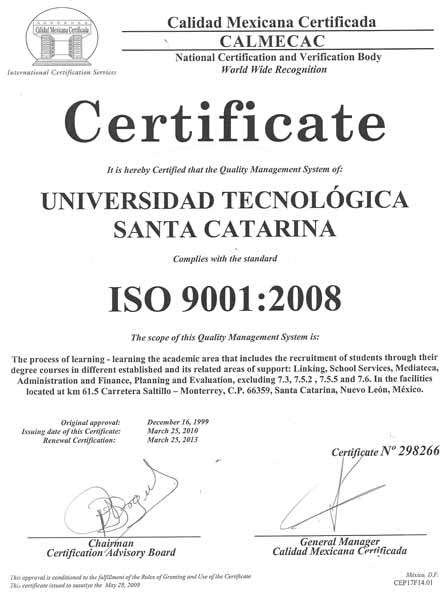 Calidad Mexicana Certificada
International Certification Services
Calidad Mexicana Certificada
CALMECAC
National Certification and Verification Body
World Wide Recognition
Certificate
It is hereby Certified that the Quality Management System of:
UNIVERSIDAD TECNOLÓGICA
SANTA CATARINA
Complies with the standard
ISO 9001:2008
The scope of this Quality Management System is:
The process of learning - learning the academic area that includes the recruitment of students through their
degree courses in different established and its related areas of support: Linking, School Services, Mediateca,
Administration and Finance, Planning and Evaluation, excluding 7.3, 7.5.2 , 7.5.5 and 7.6. In the facilities
located at km 61.5 Carretera Saltillo – Monterrey, C.P. 66359, Santa Catarina, Nuevo León, México.
Original approval: December 16, 1999
Issuing date of this Certificate: March 25, 2010
Renewal Certification: March 25, 2013
Certificate Nº 298266
Chairman
Certification Advisory Board
General Manager
Calidad Mexicana Certificada
This approval is conditioned to the fulfillment of the Rules of Granting and Use of the Certificate
This certificate issued to the May 28, 2009
México, D.F.
CEP17F14.01